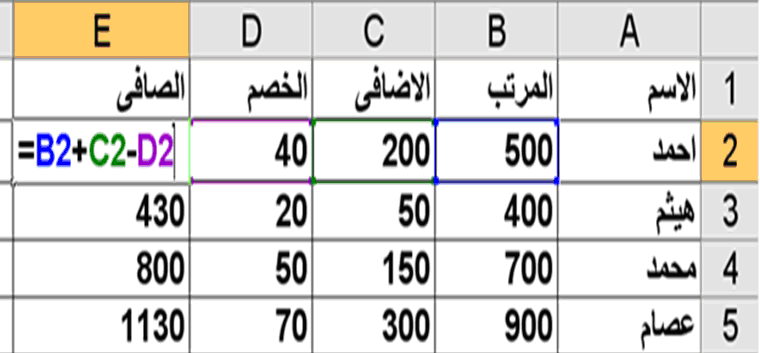 A B C D E
1 الاسم المرتب الاضافى الخصم الصافى
2 احمد 500 200 40 =B2+C2-D2
3 هيثم 400 50 20 430
4 محمد 700 150 50 800
5 عصام 900 300 70 1130